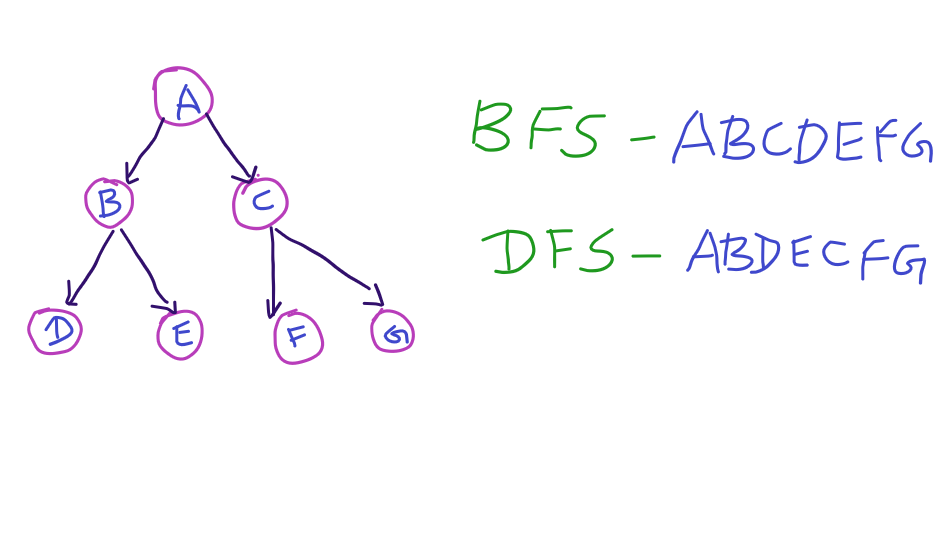 A
B C
D E F G
BFS - ABCDEFG
DFS - ABDECFG